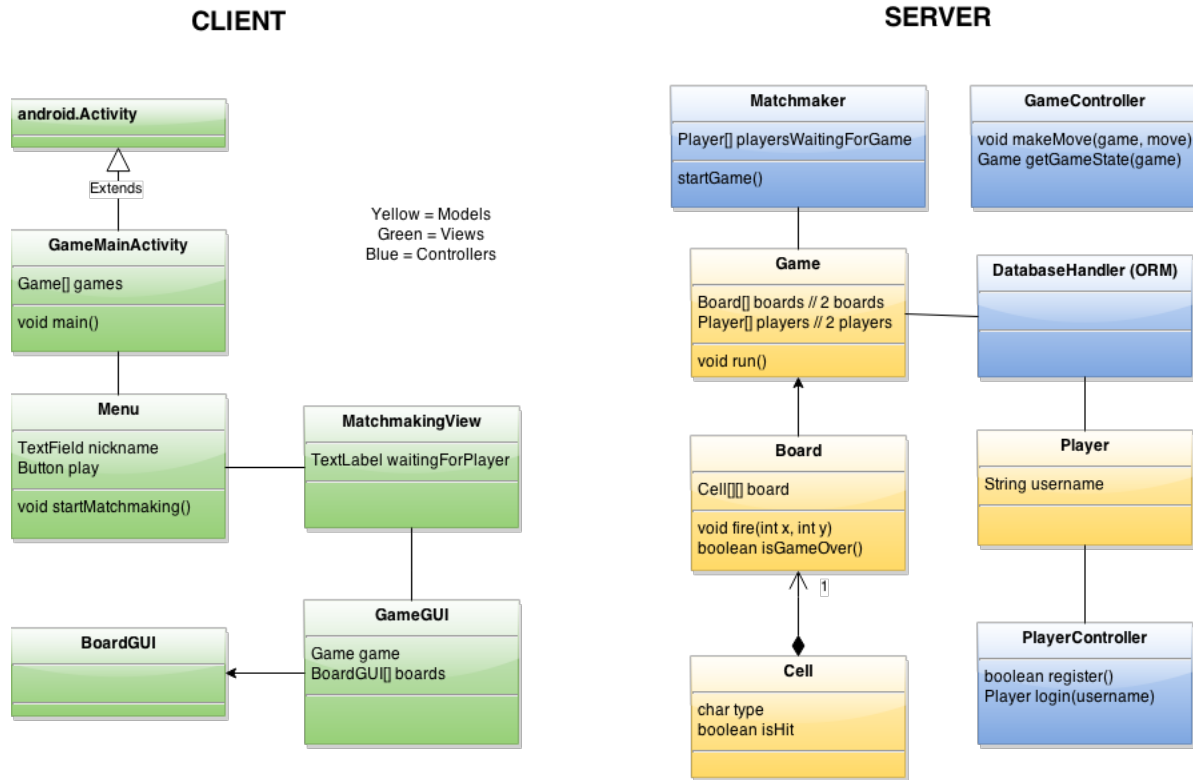 CLIENT
android.Activity
Extends
GameMainActivity
Game[] games
void main()
Yellow = Models
Green = Views
Blue = Controllers
Menu
TextField nickname
Button play
void startMatchmaking()
MatchmakingView
TextLabel waitingForPlayer
GameGUI
Game game
BoardGUI[] boards
BoardGUI
SERVER
Matchmaker
Player[] playersWaitingForGame
startGame()
GameController
void makeMove(game, move)
Game getGameState(game)
Game
Board[] boards // 2 boards
Player[] players // 2 players
void run()
DatabaseHandler (ORM)
Board
Cell[][] board
void fire(int x, int y)
boolean isGameOver()
1
Player
String username
Cell
char type
boolean isHit
PlayerController
boolean register()
Player login(username)